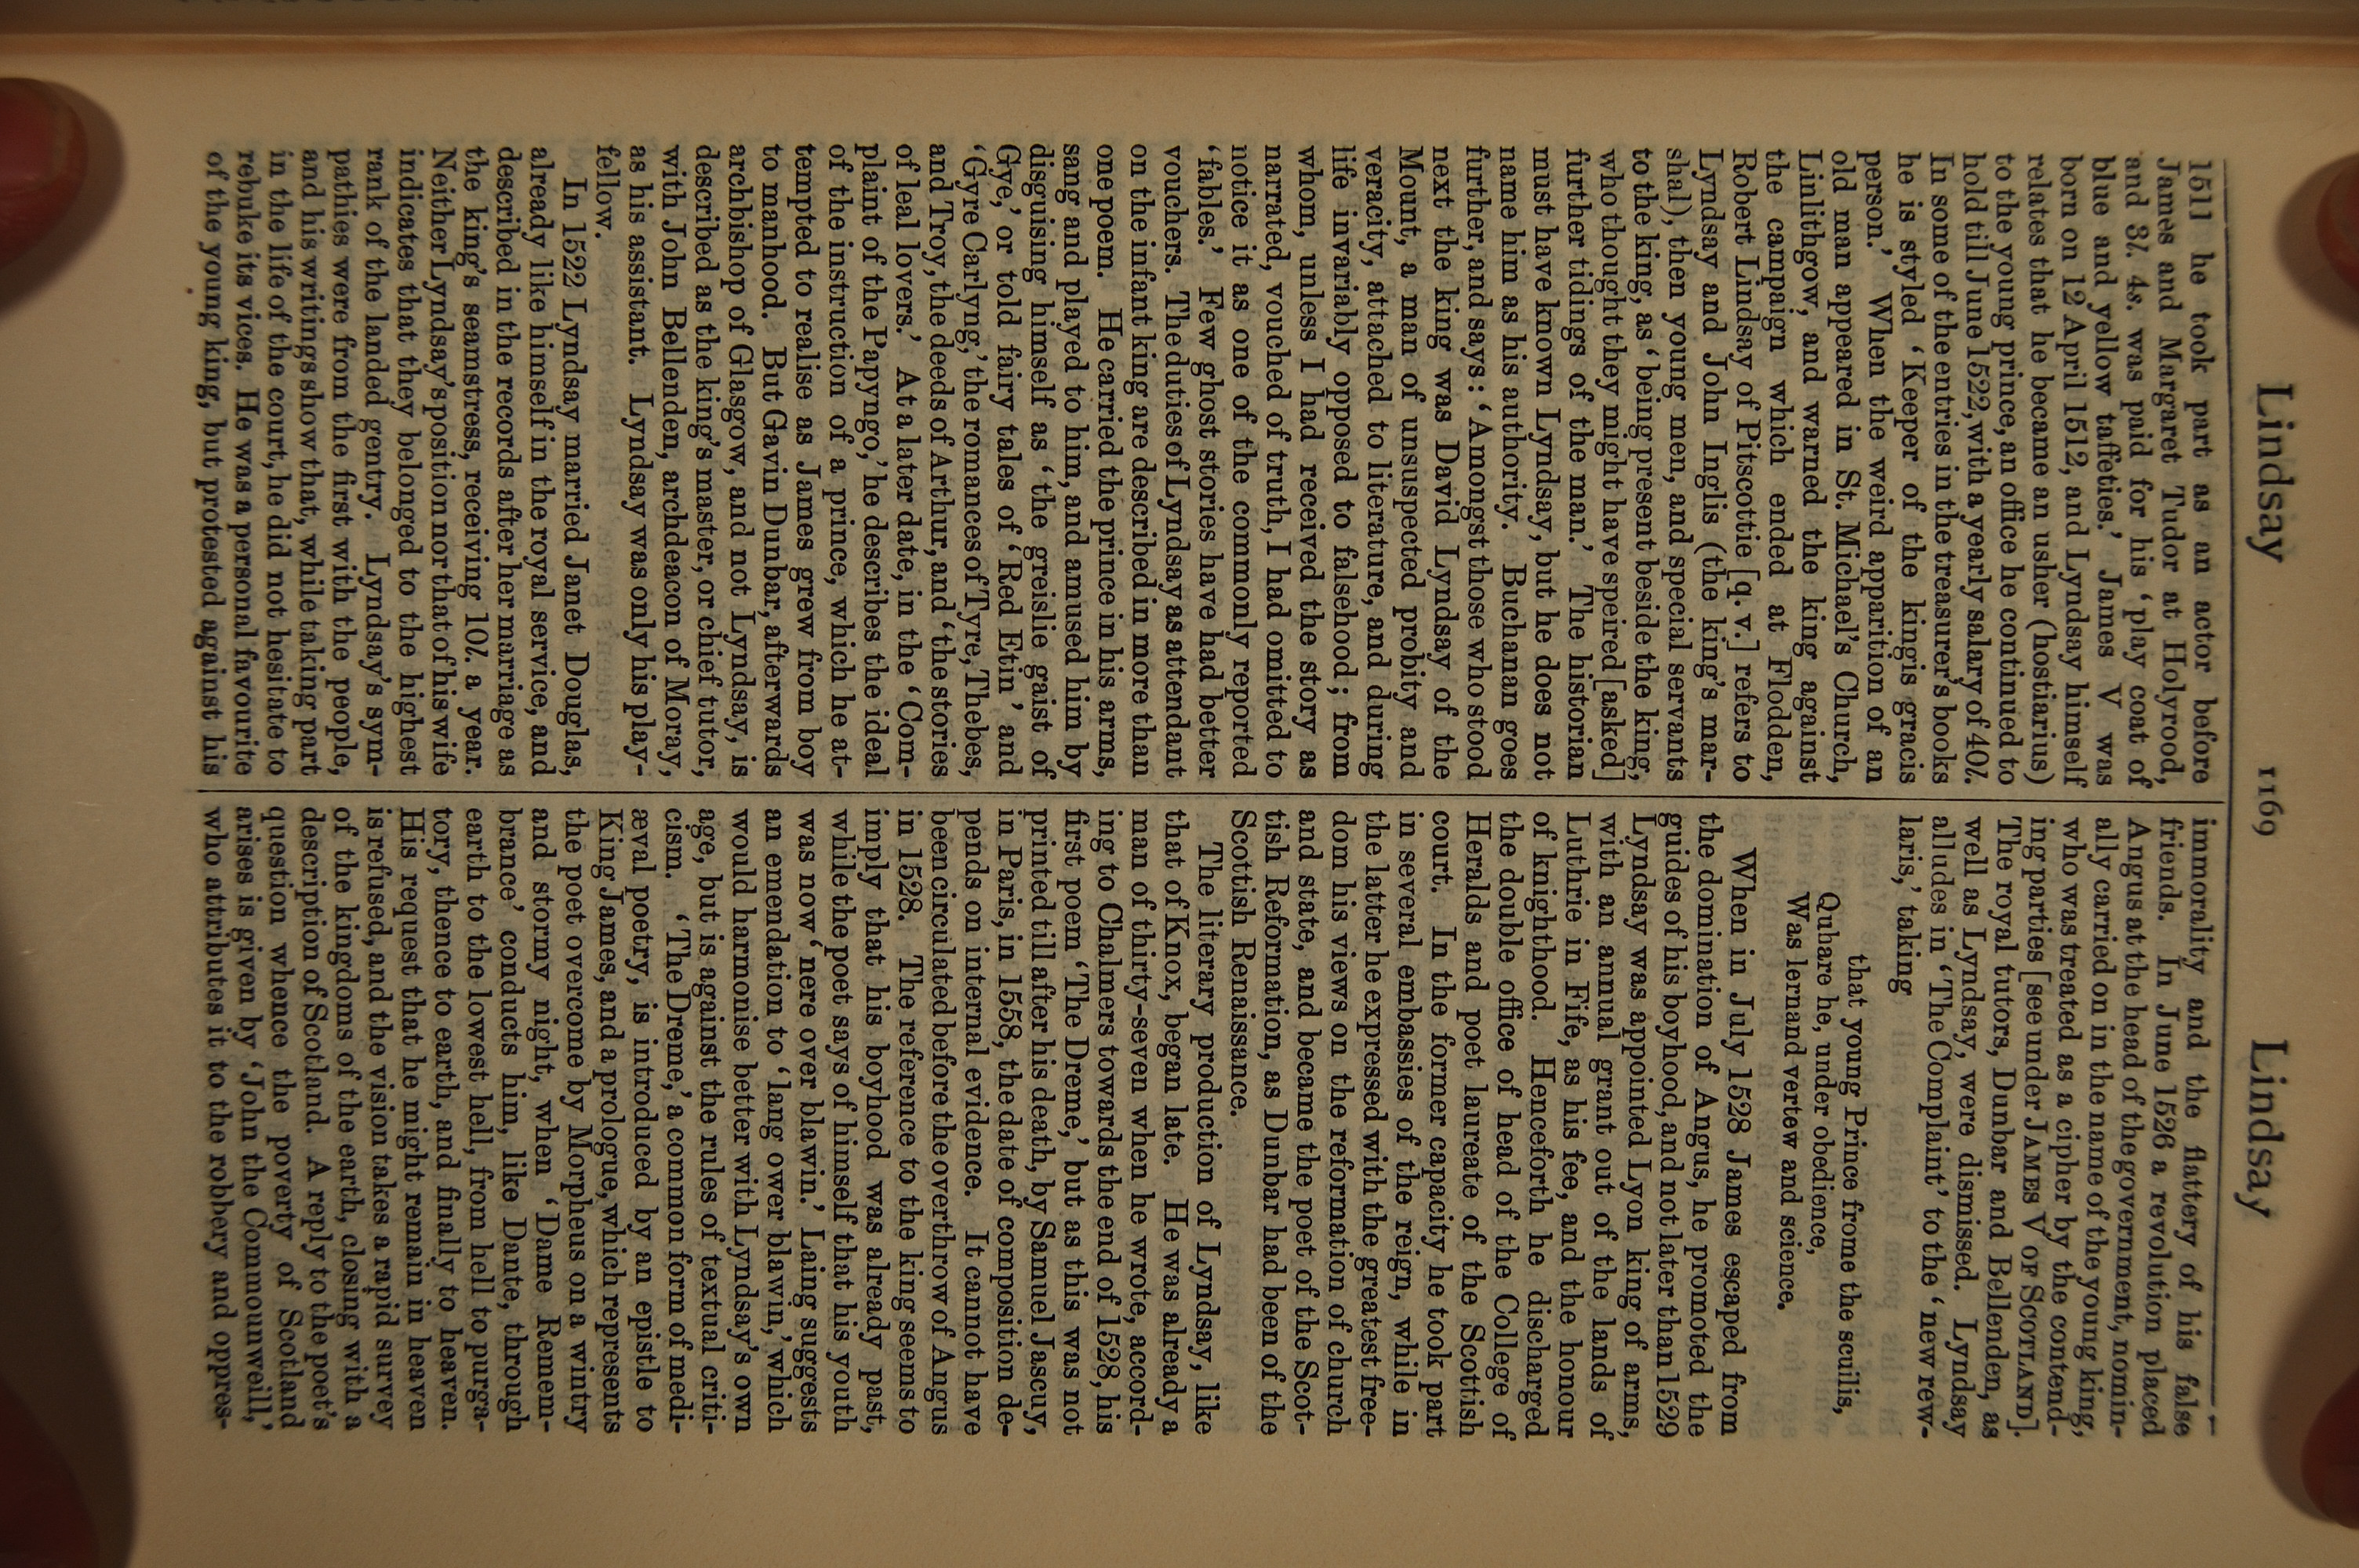 Lindsay 1169 Lindsay
1511 he took part as an actor before
James and Margaret Tudor at Holyrood,
and 3l. 4s. was paid for his ‘play coat of
blue and yellow taffeties.’ James V was
born on 12 April 1512, and Lyndsay himself
relates that he became an usher (hostiarius)
to the young prince, an office he continued to
hold till June 1522, with a yearly salary of 40l.
In some of the entries in the treasurer's books
he is styled ‘Keeper of the kingis gracis
person.’ When the weird apparition of an
old man appeared in St. Michael's Church,
Linlithgow, and warned the king against
the campaign which ended at Flodden,
Robert Lindsay of Pitscottie [q. v.] refers to
Lyndsay and John Inglis (the king's mar-
shal), then young men, and special servants
to the king, as ‘being present beside the king,
who thought they might have speired [asked]
further tidings of the man.’ The historian
must have known Lyndsay, but he does not
name him as his authority. Buchanan goes
further, and says: ‘Amongst those who stood
next the king was David Lyndsay of the
Mount, a man of unsuspected probity and
veracity, attached to literature, and during
life invariably opposed to falsehood; from
whom, unless I had received the story as
narrated, vouched of truth, I had omitted to
notice it as one of the commonly reported
‘fables.’ Few ghost stories have had better
vouchers. The duties of Lyndsay as attendant
on the infant king are described in more than
one poem. He carried the prince in his arms,
sang and played to him, and amused him by
disguising himself as ‘the greislie gaist of
Gye,’ or told fairy tales of ‘Red Etin’ and
‘Gyre Carlyng,’ the romances of Tyre, Thebes,
and Troy, the deeds of Arthur, and ‘the stories
of leal lovers.’ At a later date, in the ‘Com-
plaint of the Papyngo,’ he describes the ideal
of the instruction of a prince, which he at-
tempted to realise as James grew from boy
to manhood. But Gavin Dunbar, afterwards
archbishop of Glasgow, and not Lyndsay, is
described as the king's master, or chief tutor,
with John Bellenden, archdeacon of Moray,
as his assistant. Lyndsay was only his play-
fellow.
In 1522 Lyndsay married Janet Douglas,
already like himself in the royal service, and
described in the records after her marriage as
the king's seamstress, receiving 10l. a year.
Neither Lyndsay's position nor that of his wife
indicates that they belonged to the highest
rank of the landed gentry. Lyndsay's sym-
pathies were from the first with the people,
and his writings show that, while taking part
in the life of the court, he did not hesitate to
rebuke its vices. He was a personal favourite
of the young king, but protested against his
immorality and the flattery of his false
friends. In June 1526 a revolution placed
Angus at the head of the government, nomin-
ally carried on in the name of the young king,
who was treated as a cipher by the contend-
ing parties [see under JAMES V OF SCOTLAND].
The royal tutors, Dunbar and Bellenden, as
well as Lyndsay, were dismissed. Lyndsay
alludes in ‘The Complaint’ to the ‘new rew-
laris,’ taking
that young Prince frome the sculis,
Quhare he, under obedience,
Was lernand vertew and science.
When in July 1528 James escaped from
the domination of Angus, he promoted the
guides of his boyhood, and not later than 1529
Lyndsay was appointed Lyon king of arms,
with an annual grant out of the lands of
Luthrie in Fife, as his fee, and the honour
of knighthood. Henceforth he discharged
the double office of head of the College of
Heralds and poet laureate of the Scottish
court. In the former capacity he took part
in several embassies of the reign, while in
the latter he expressed with the greatest free-
dom his views on the reformation of church
and state, and became the poet of the Scot-
tish Reformation, as Dunbar had been of the
Scottish Renaissance.
The literary production of Lyndsay, like
that of Knox, began late. He was already a
man of thirty-seven when he wrote, accord-
ing to Chalmers towards the end of 1528, his
first poem ‘The Dreme,’ but as this was not
printed till after his death, by Samuel Jascuy,
in Paris, in 1558, the date of composition de-
pends on internal evidence. It cannot have
been circulated before the overthrow of Angus
in 1528. The reference to the king seems to
imply that his boyhood was already past,
while the poet says of himself that his youth
was now ‘nere over blawin.’ Laing suggests
an emendation to ‘lang ower blawin,’ which
would harmonise better with Lyndsay's own
age, but is against the rules of textual criti-
cism. ‘The Dreme,’ a common form of medi-
æval poetry, is introduced by an epistle to
King James, and a prologue, which represents
the poet overcome by Morpheus on a wintry
and stormy night, when ‘Dame Remem-
brance’ conducts him, like Dante, through
earth to the lowest hell, from hell to purga-
tory, thence to earth, and finally to heaven.
His request that he might remain in heaven
is refused, and the vision takes a rapid survey
of the kingdoms of the earth, closing with a
description of Scotland. A reply to the poet's
question whence the poverty of Scotland
arises is given by ‘John the Commounweill,’
who attributes it to the robbery and oppres-